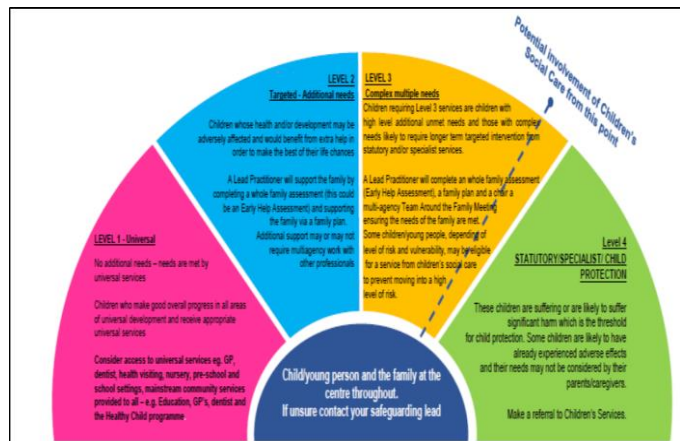 LEVEL 1 - Universal
No additional needs – needs are met by
universal services
Children who make good overall progress in all areas
of universal development and receive appropriate
universal services
Consider access to universal services eg. GP,
dentist, health visiting, nursery, pre-school and
school settings, mainstream community services
provided to all – e.g. Education, GP's, dentist and
the Healthy Child programme
LEVEL 2
Targeted - Additional needs
Children whose health and/or development may be
adversely affected and would benefit from extra help in
order to make the best of their life chances
A Lead Practitioner will support the family by
completing a whole family assessment (this could
be an Early Help Assessment) and supporting
the family via a family plan.
Additional support may or may not
require multiagency work with
other professionals
LEVEL 3
Complex multiple needs
Children requiring Level 3 services are children with
high level additional unmet needs and those with complex
needs likely to require longer term targeted intervention from
statutory and/or specialist services.
A Lead Practitioner will complete an whole family assessment
(Early Help Assessment), a family plan and a chair a
multi-agency Team Around the Family Meeting
ensuring the needs of the family are met.
Some children/young people, depending on
level of risk and vulnerability, may be eligible
for a service from children's social care
to prevent moving into a high
level of risk.
Potential involvement of Children's
Social Care from this point
Level 4
STATUTORY/SPECIALIST/ CHILD
PROTECTION
These children are suffering or are likely to suffer
significant harm which is the threshold
for child protection. Some children are likely to have
already experienced adverse effects
and their needs may not be considered by their
parents/caregivers.
Make a referral to Children's Services.
Child/young person and the family at the
centre throughout.
If unsure contact your safeguarding lead